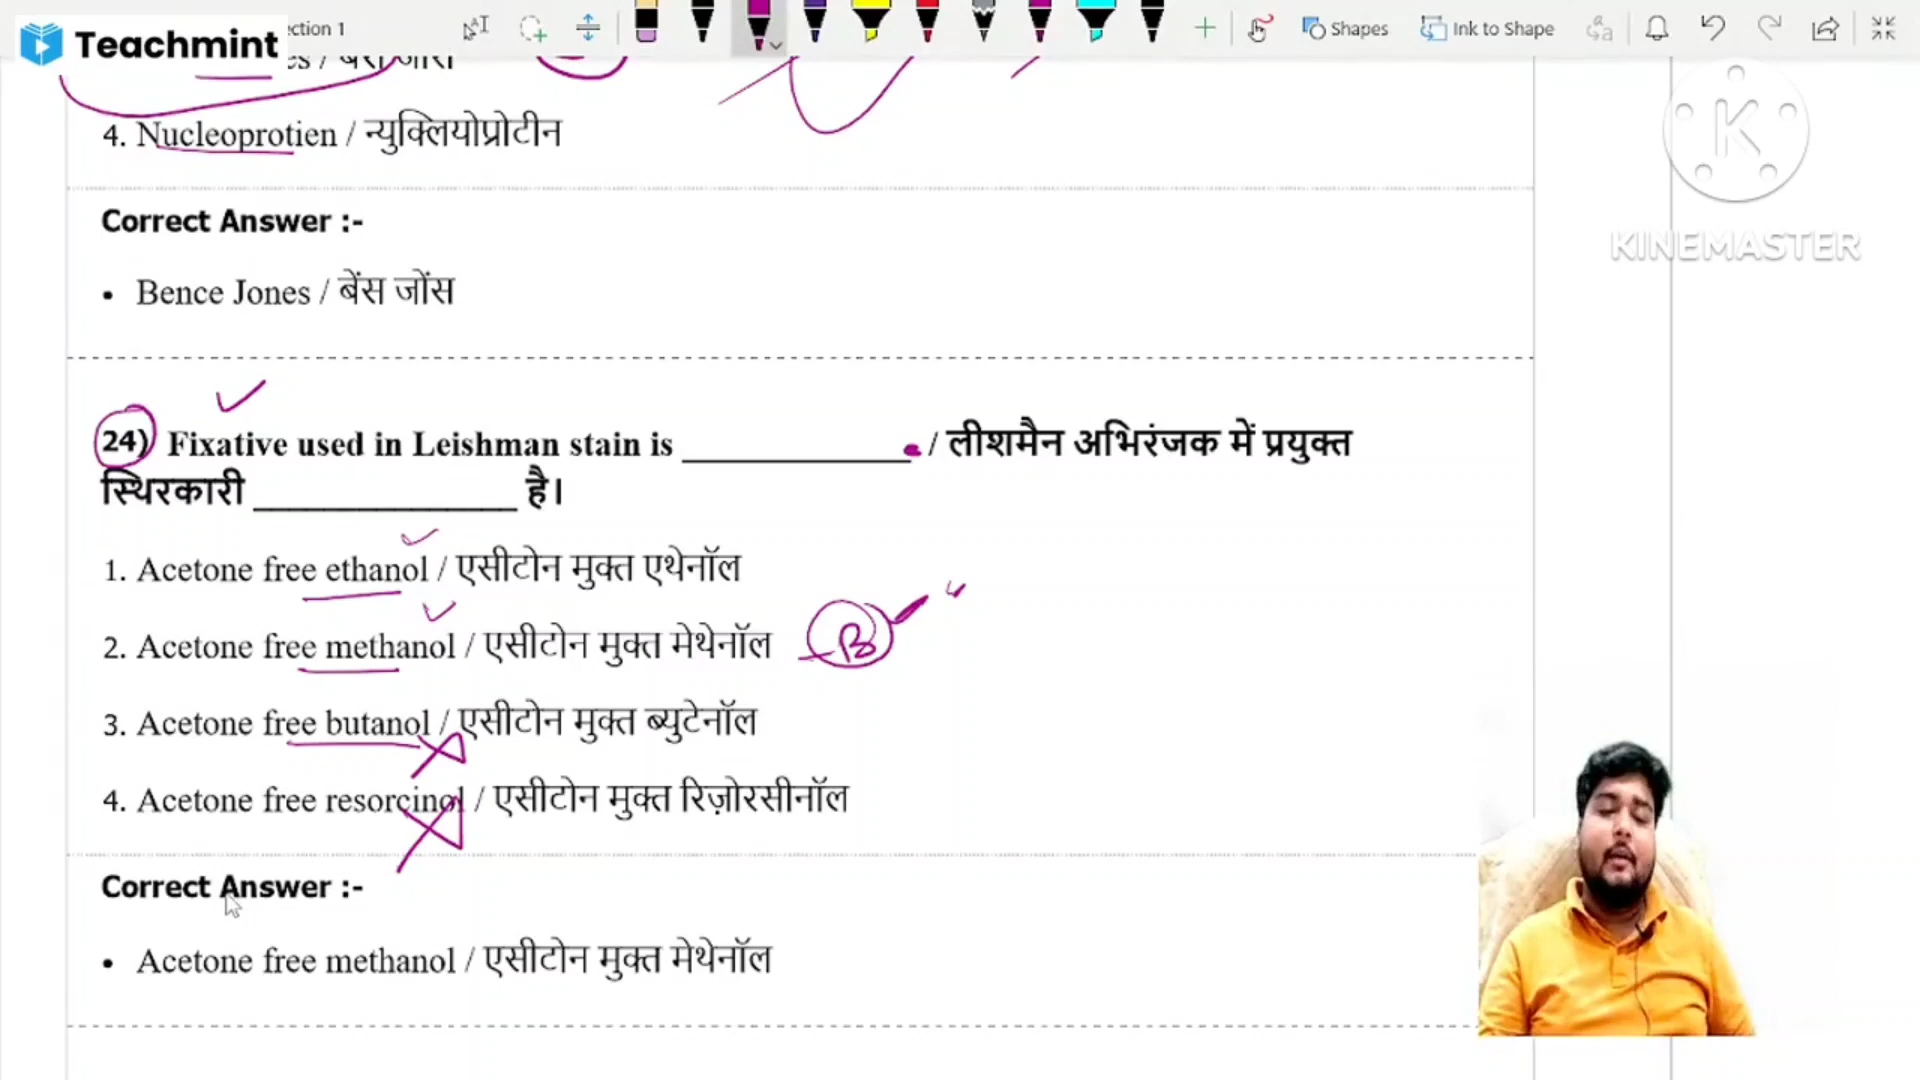 Teachmint
ction 1
Shapes
Ink to Shape
4. Nucleoprotien / न्युक्लियोप्रोटीन
KINEMASTER
Correct Answer :-
• Bence Jones / बेंस जोंस
24) Fixative used in Leishman stain is _____________ / लीशमैन अभिरंजक में प्रयुक्त
स्थिरकारी _______________ है।
1. Acetone free ethanol / एसीटोन मुक्त एथेनॉल
2. Acetone free methanol / एसीटोन मुक्त मेथेनॉल B
3. Acetone free butanol / एसीटोन मुक्त ब्युटेनॉल
4. Acetone free resorcinol / एसीटोन मुक्त रिज़ोरसीनॉल
Correct Answer :-
• Acetone free methanol / एसीटोन मुक्त मेथेनॉल